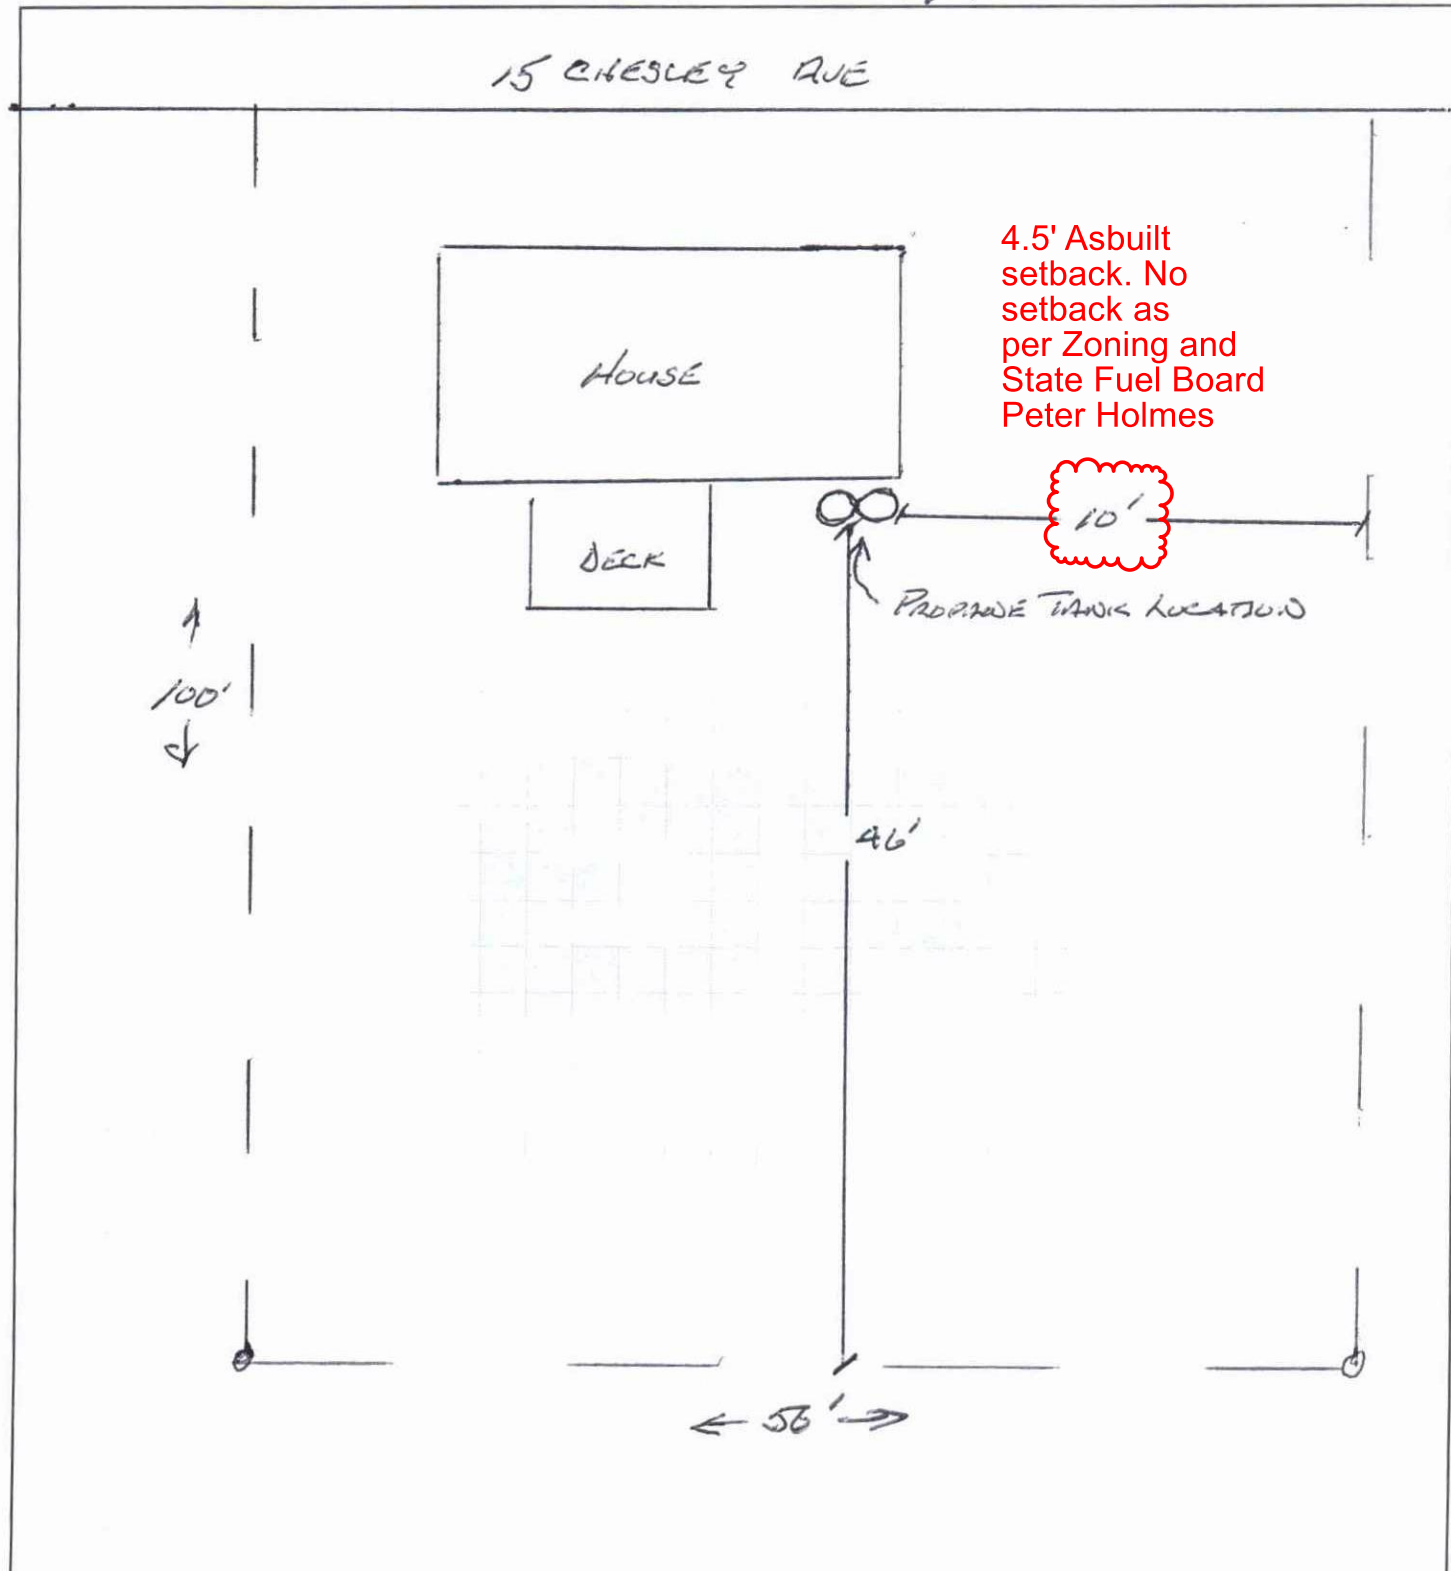 15 CHESLEY AVE
4.5' Asbuilt
setback. No
setback as
per Zoning and
State Fuel Board
Peter Holmes
HOUSE
10'
DECK
PROPANE TANK LOCATION
100'
46'
56'